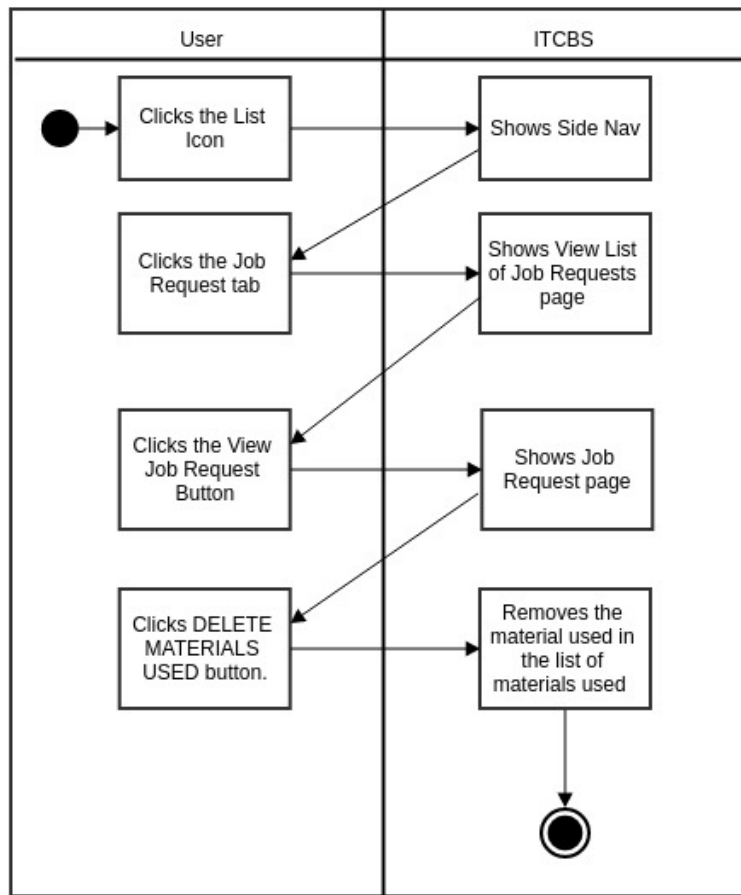 User
ITCBS
Clicks the List
Icon
Shows Side Nav
Clicks the Job
Request tab
Shows View List
of Job Requests
page
Clicks the View
Job Request
Button
Shows Job
Request page
Clicks DELETE
MATERIALS
USED button.
Removes the
material used in
the list of
materials used